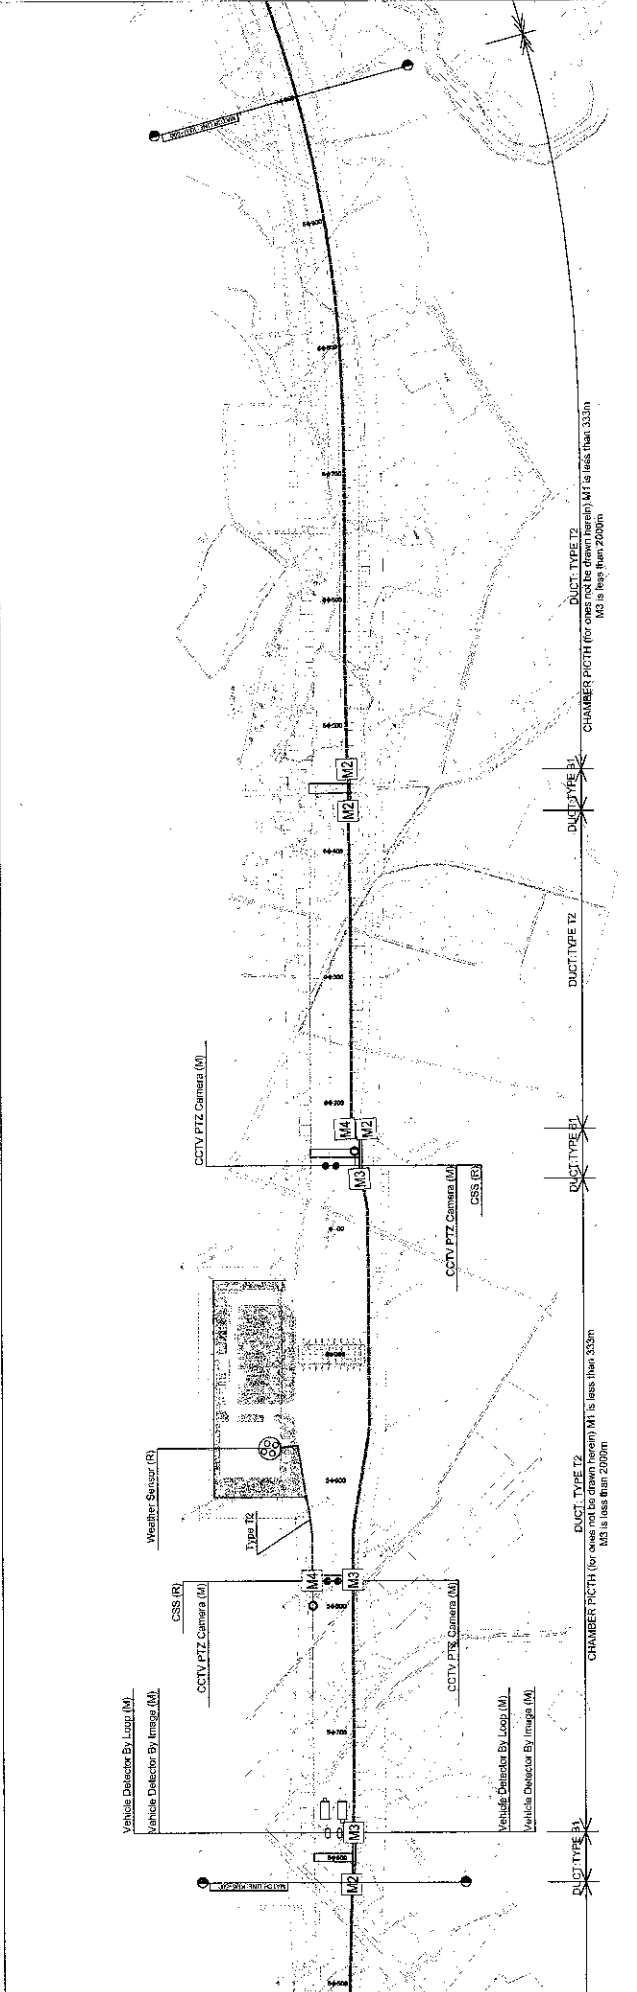 DUCT: TYPE T2
CHAMBER PICTH (for ones not be drawn herein) M1 is less than 333m
M3 is less than 2000m
M2
DUCT:TYPE B1
M2
DUCT:TYPE T2
CCTV PTZ Camera (M)
M4
M2
DUCT:TYPE B1
M3
CCTV PTZ Camera (M)
CSS (R)
Weather Sensor (R)
Type T2
DUCT: TYPE T2
CHAMBER PICTH (for ones not be drawn herein) M1 is less than 333m
M3 is less than 2000m
CSS (R)
CCTV PTZ Camera (M)
M4
M3
CCTV PTZ Camera (M)
Vehicle Detector By Loop (M)
Vehicle Detector By Image (M)
Vehicle Detector By Loop (M)
Vehicle Detector By Image (M)
M3
DUCT:TYPE B1
M2